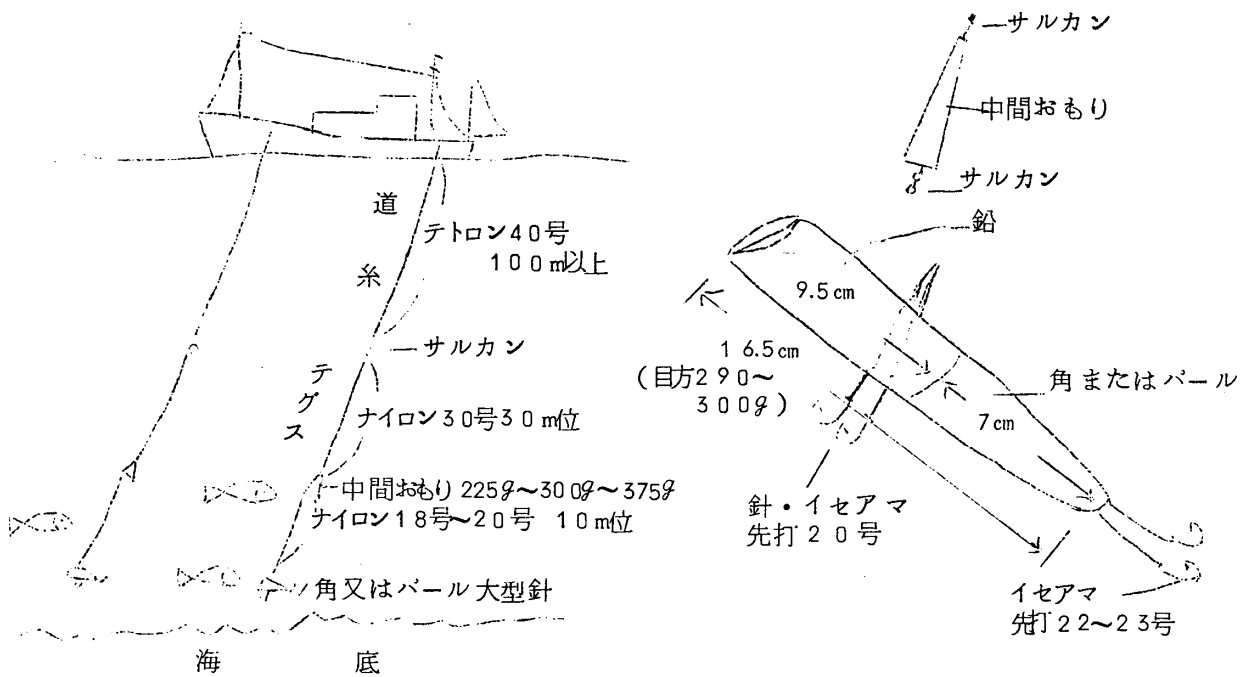 道糸
テトロン40号
100m以上
サルカン
テグス
ナイロン30号30m位
中間おもり225g〜300g〜375g
ナイロン18号〜20号 10m位
角又はパール大型針
海底
サルカン
中間おもり
サルカン
鉛
9.5cm
16.5cm
(目方290〜
300g)
角またはパール
7cm
針・イセアマ
先打20号
イセアマ
先打22〜23号